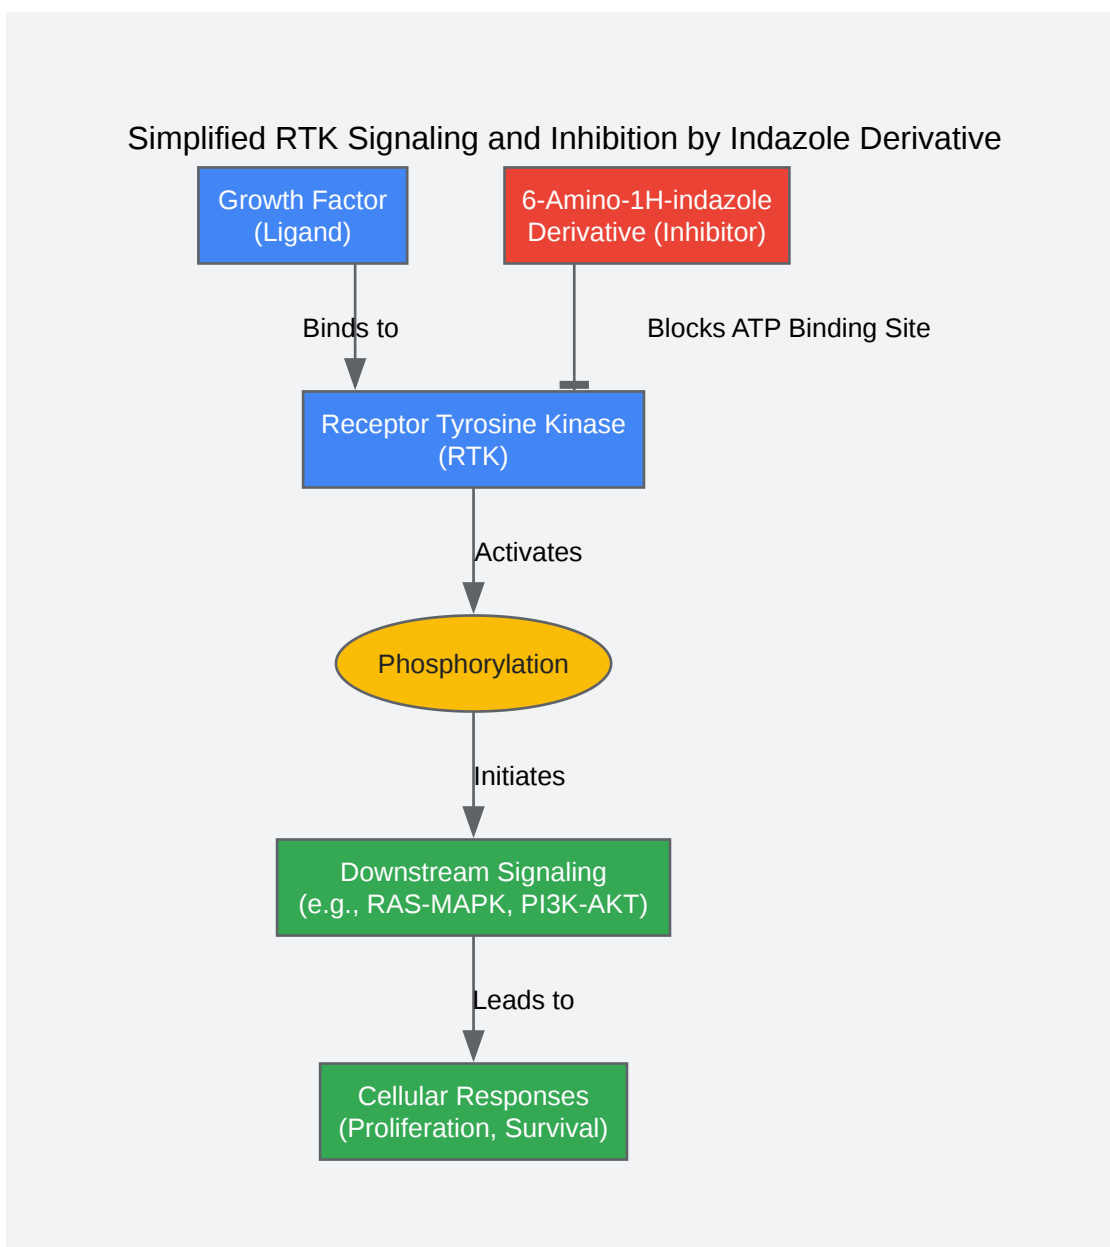 Simplified RTK Signaling and Inhibition by Indazole Derivative
Growth Factor
(Ligand)
6-Amino-1H-indazole
Derivative (Inhibitor)
Binds to
Blocks ATP Binding Site
Receptor Tyrosine Kinase
(RTK)
Activates
Phosphorylation
Initiates
Downstream Signaling
(e.g., RAS-MAPK, PI3K-AKT)
Leads to
Cellular Responses
(Proliferation, Survival)